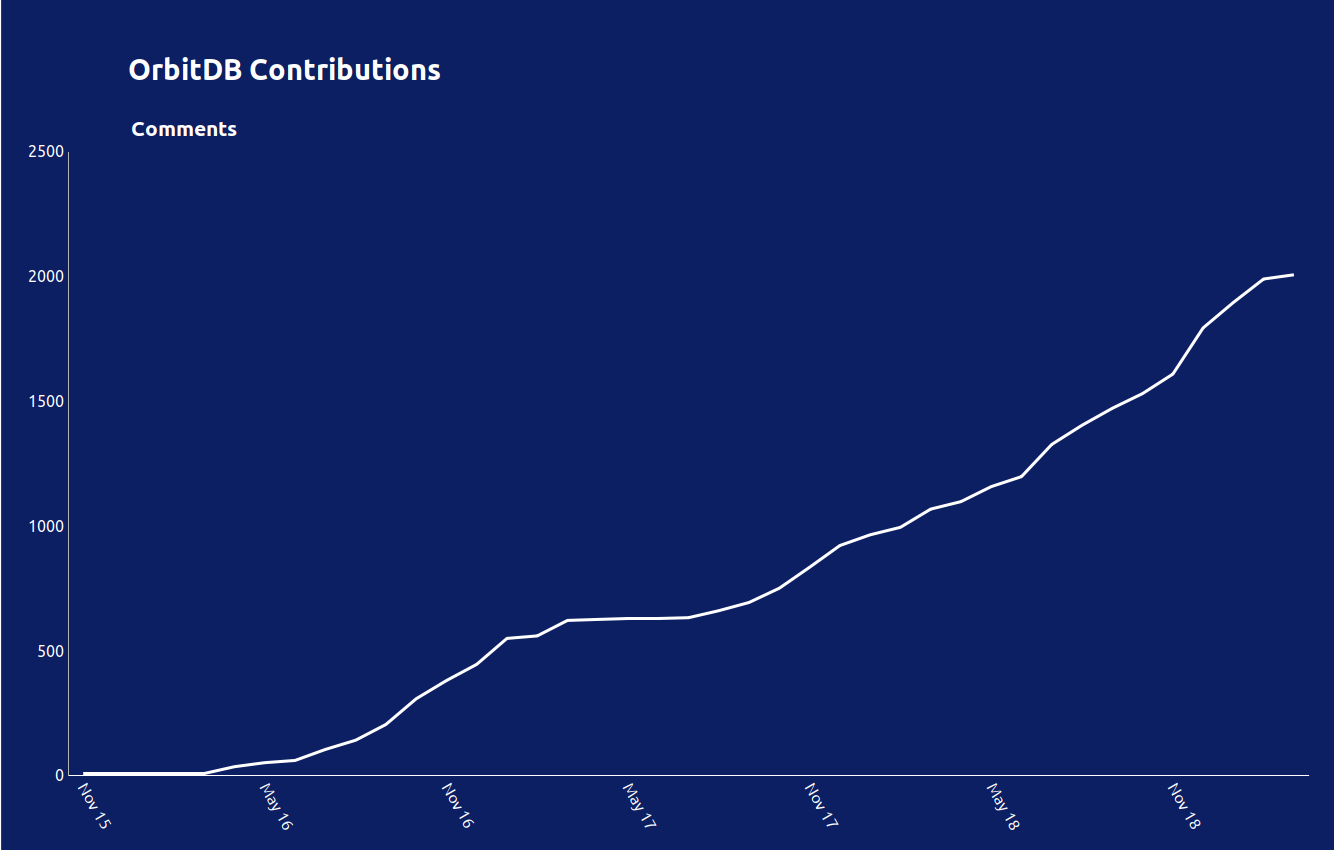 OrbitDB Contributions
Comments
2500
2000
1500
1000
500
0
Nov 15
May 16
Nov 16
May 17
Nov 17
May 18
Nov 18